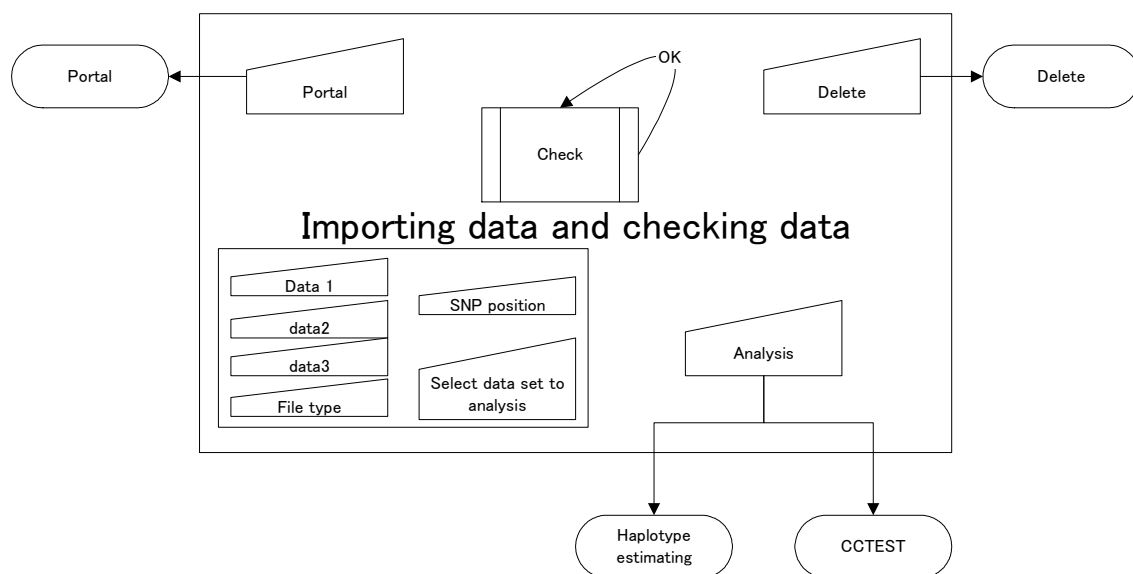 OK
Portal
Portal
Delete
Delete
Check
Importing data and checking data
Data 1
SNP position
data2
data3
Analysis
Select data set to
analysis
File type
Haplotype
estimating
CCTEST